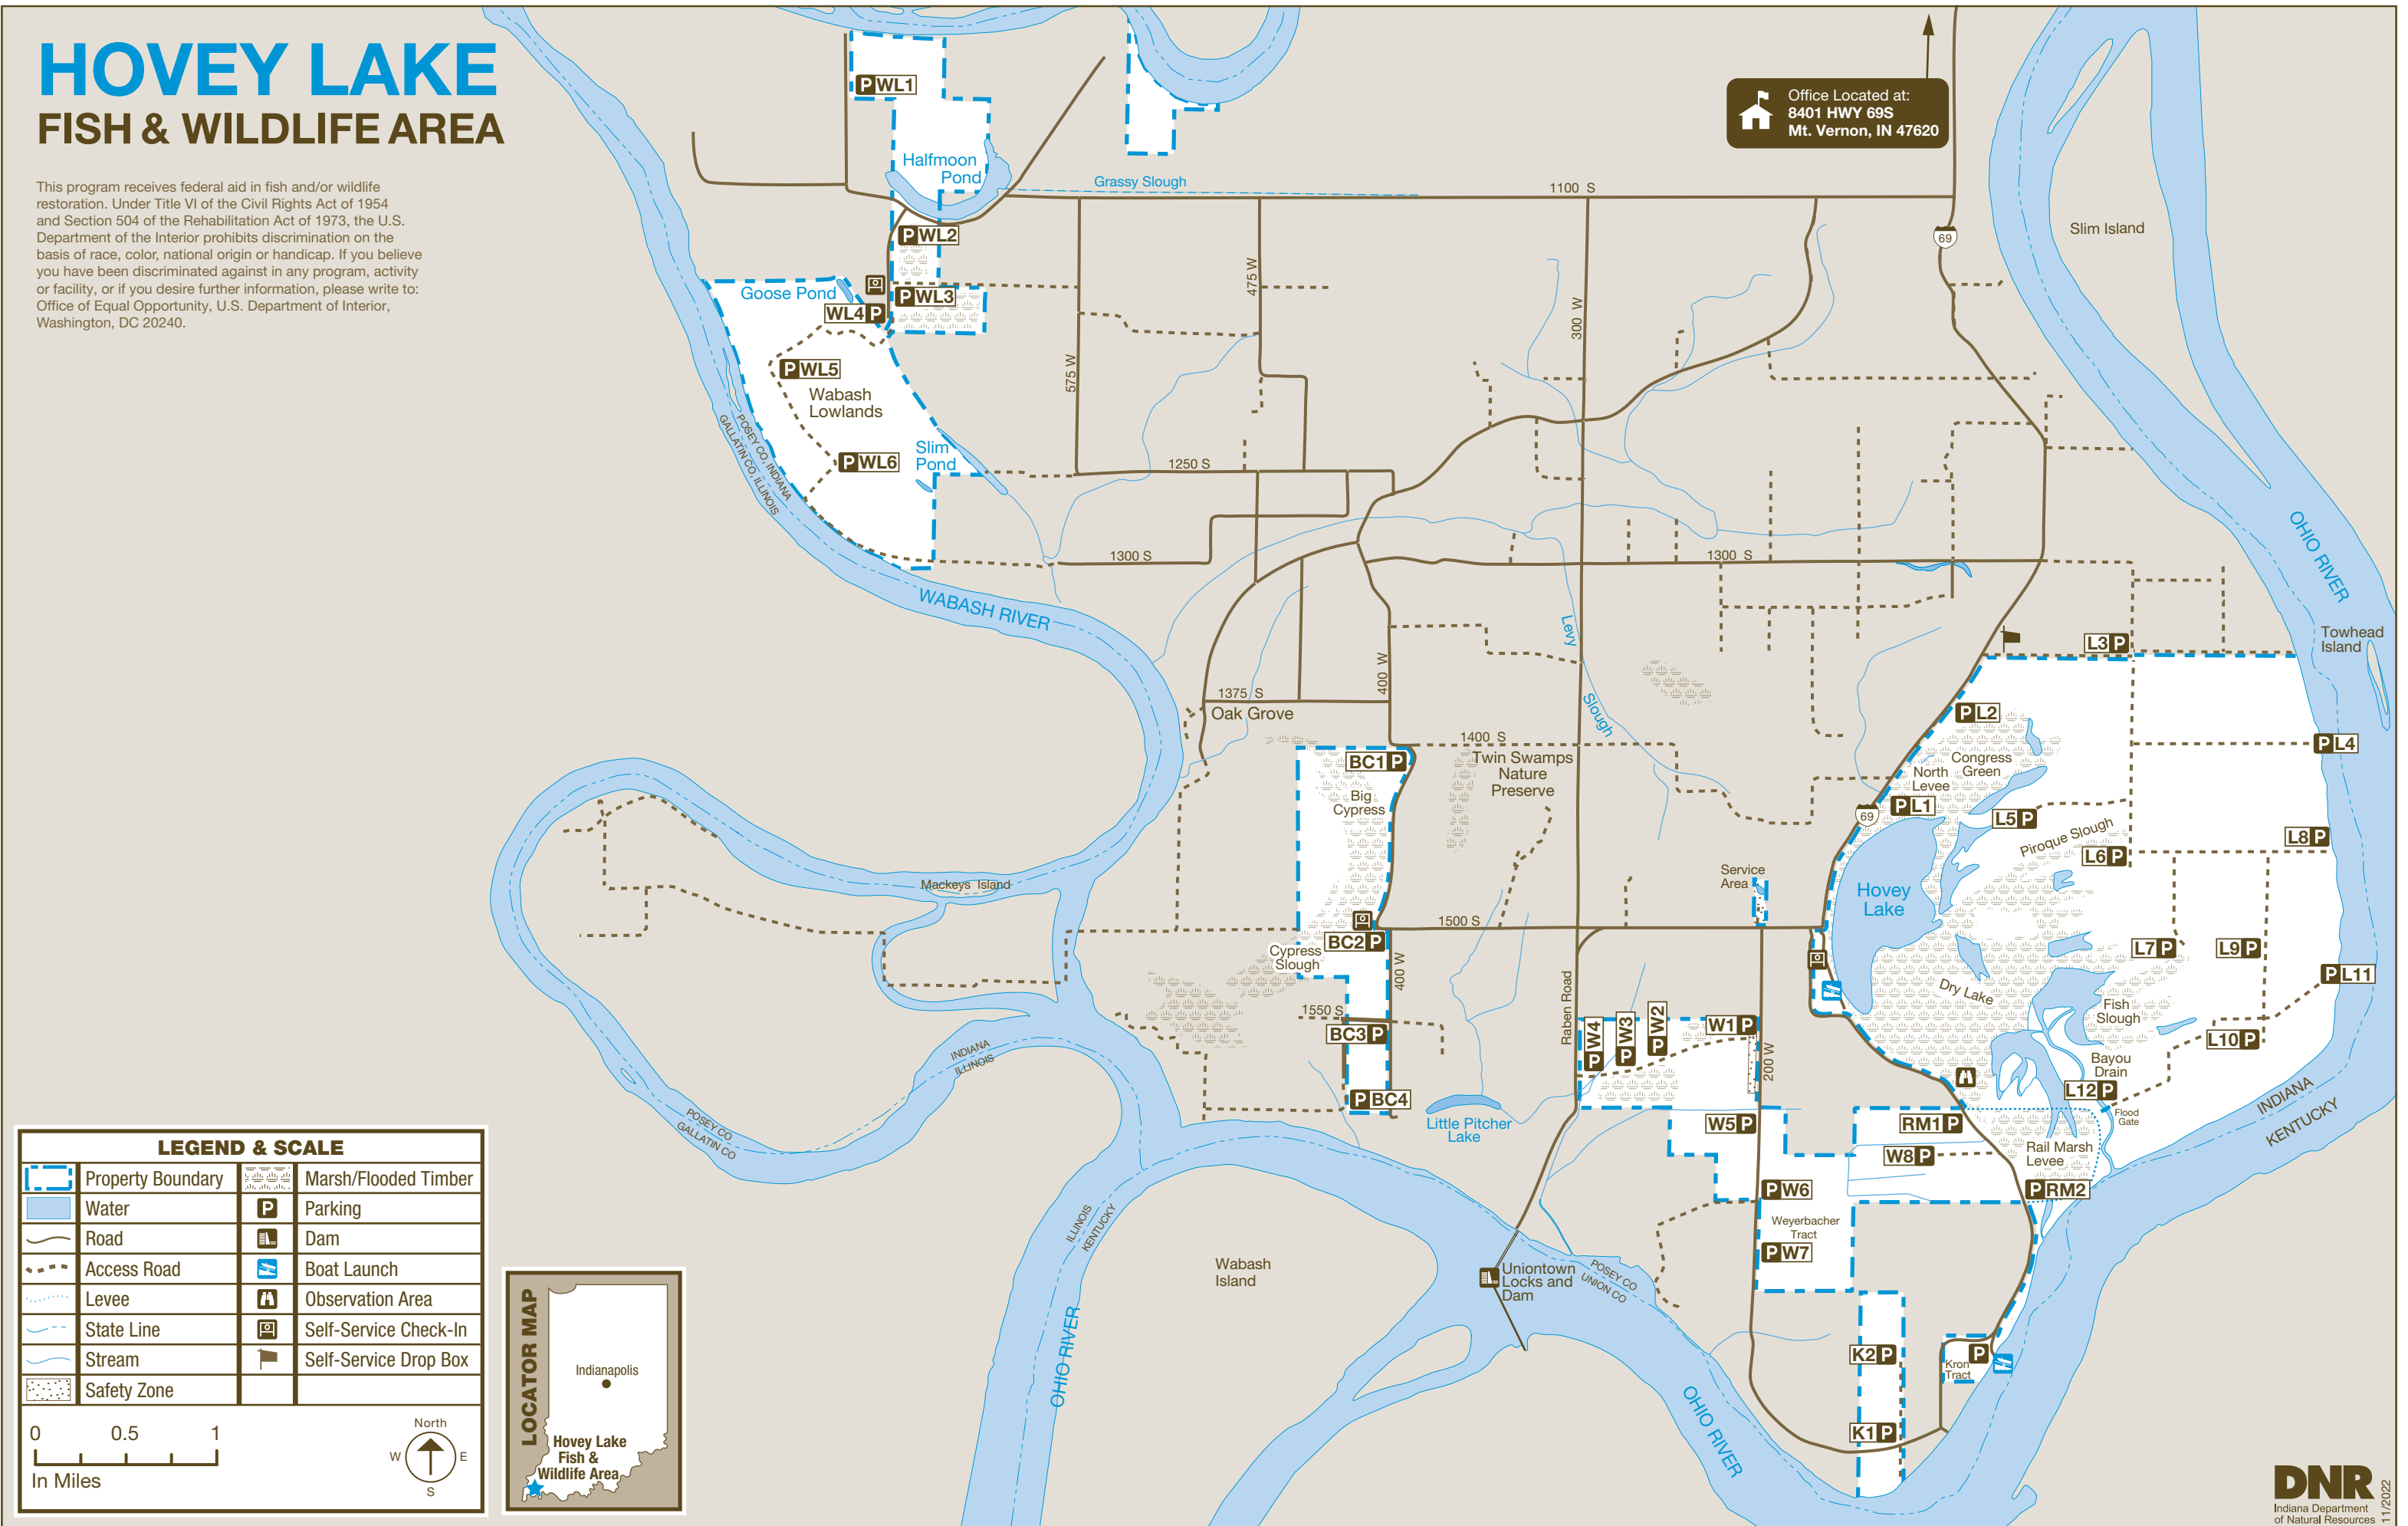 HOVEY LAKE
FISH & WILDLIFE AREA
This program receives federal aid in fish and/or wildlife
restoration. Under Title VI of the Civil Rights Act of 1954
and Section 504 of the Rehabilitation Act of 1973, the U.S.
Department of the Interior prohibits discrimination on the
basis of race, color, national origin or handicap. If you believe
you have been discriminated against in any program, activity
or facility, or if you desire further information, please write to:
Office of Equal Opportunity, U.S. Department of Interior,
Washington, DC 20240.
Office Located at:
8401 HWY 69S
Mt. Vernon, IN 47620
P WL1
Halfmoon
Pond
Grassy Slough
1100 S
69
Slim Island
P WL2
Goose Pond
P WL3
WL4 P
475 W
300 W
575 W
P WL5
Wabash
Lowlands
POSEY CO, INDIANA
GALLATIN CO, ILLINOIS
P WL6
Slim
Pond
1250 S
1300 S
1300 S
OHIO RIVER
WABASH RIVER
Levy
Slough
Towhead
Island
L3 P
400 W
1375 S
Oak Grove
P L2
1400 S
P L4
BC1 P
Twin Swamps
Nature
Preserve
Congress
Green
North
Levee
Big
Cypress
P L1
69
L5 P
Piroque Slough
L8 P
L6 P
Mackeys Island
Service
Area
Hovey
Lake
1500 S
BC2 P
Cypress
Slough
400 W
L7 P
L9 P
P L11
Dry Lake
Fish
Slough
1550 S
BC3 P
Raben Road
P W4
P W3
P W2
W1 P
200 W
L10 P
Bayou
Drain
INDIANA
ILLINOIS
L12 P
Flood
Gate
INDIANA
KENTUCKY
P BC4
Little Pitcher
Lake
POSEY CO
GALLATIN CO
W5 P
RM1 P
Rail Marsh
Levee
W8 P
P W6
P RM2
ILLINOIS
KENTUCKY
Weyerbacher
Tract
P W7
Wabash
Island
Uniontown
Locks and
Dam
POSEY CO
UNION CO
OHIO RIVER
K2 P
P
Kron
Tract
OHIO RIVER
K1 P
LEGEND & SCALE
Property Boundary
Marsh/Flooded Timber
Water
P
Parking
Road
Dam
Access Road
Boat Launch
Levee
Observation Area
State Line
Self-Service Check-In
Stream
Self-Service Drop Box
Safety Zone
0 0.5 1
In Miles
North
W E
S
LOCATOR MAP
Indianapolis
Hovey Lake
Fish &
Wildlife Area
DNR
Indiana Department
of Natural Resources
11/2022